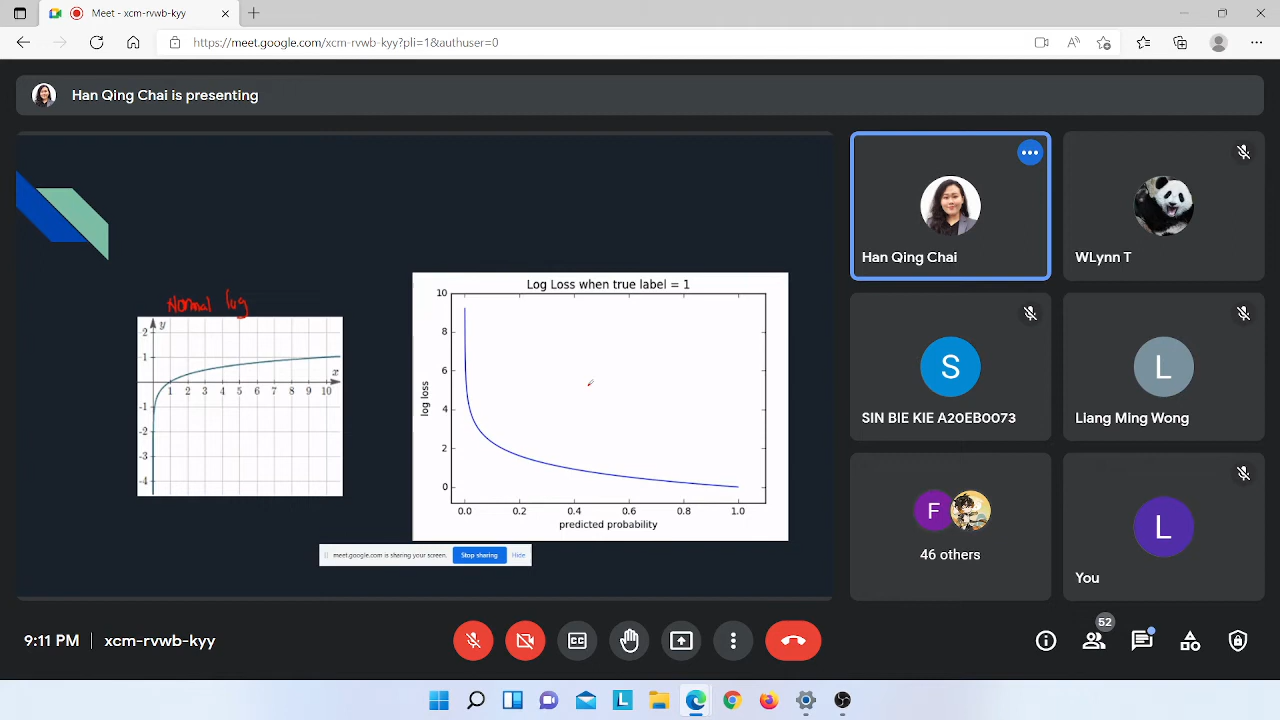 Meet - xcm-rvwb-kyy
https://meet.google.com/xcm-rvwb-kyy?pli=1&authuser=0
Han Qing Chai is presenting
Normal log
y
x
2
1
-1
-2
-3
-4
1 2 3 4 5 6 7 8 9 10
Log Loss when true label = 1
log loss
10
8
6
4
2
0
0.0 0.2 0.4 0.6 0.8 1.0
predicted probability
meet.google.com is sharing your screen. Stop sharing Hide
Han Qing Chai
WLynn T
S
SIN BIE KIE A20EB0073
L
Liang Ming Wong
F
46 others
L
You
9:11 PM xcm-rvwb-kyy
CC
52
L